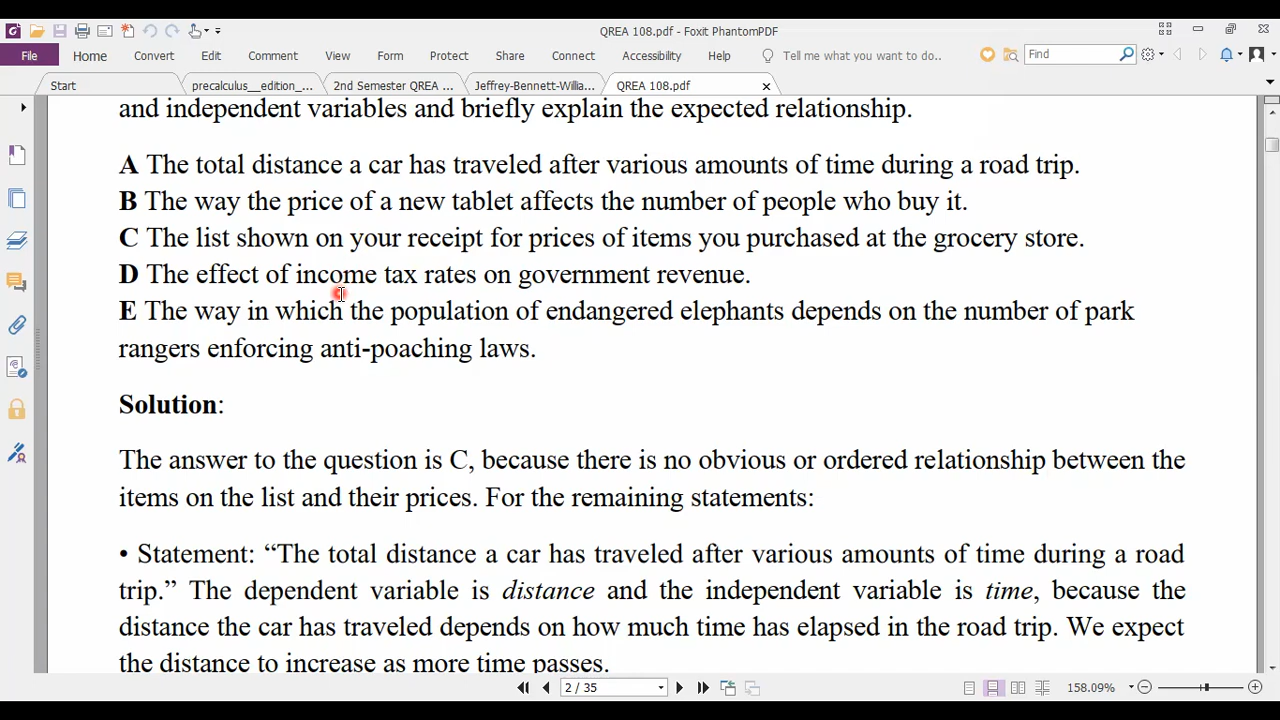 QREA 108.pdf - Foxit PhantomPDF
File Home Convert Edit Comment View Form Protect Share Connect Accessibility Help Tell me what you want to do.. Find
Start precalculus__edition_... 2nd Semester QREA ... Jeffrey-Bennett-Willia... QREA 108.pdf
and independent variables and briefly explain the expected relationship.
A The total distance a car has traveled after various amounts of time during a road trip.
B The way the price of a new tablet affects the number of people who buy it.
C The list shown on your receipt for prices of items you purchased at the grocery store.
D The effect of income tax rates on government revenue.
E The way in which the population of endangered elephants depends on the number of park
rangers enforcing anti-poaching laws.
Solution:
The answer to the question is C, because there is no obvious or ordered relationship between the
items on the list and their prices. For the remaining statements:
• Statement: “The total distance a car has traveled after various amounts of time during a road
trip.” The dependent variable is distance and the independent variable is time, because the
distance the car has traveled depends on how much time has elapsed in the road trip. We expect
the distance to increase as more time passes.
2 / 35 158.09%